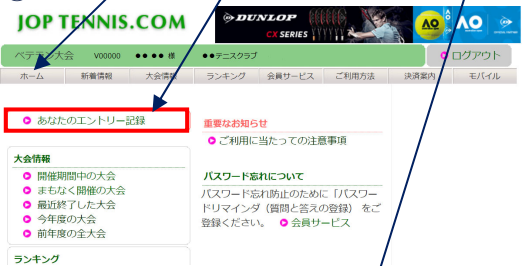 JOP TENNIS.COM
DUNLOP
CX SERIES
AO
AO
ベテラン大会 V00000 ●●●● 様 ●●テニスクラブ ログアウト
ホーム 新着情報 大会情報 ランキング 会員サービス ご利用方法 決済案内 モバイル
あなたのエントリー記録
重要なお知らせ
ご利用に当たっての注意事項
大会情報
開催期間中の大会
まもなく開催の大会
最近終了した大会
今年度の大会
前年度の全大会
パスワード忘れについて
パスワード忘れ防止のために「パスワー
ドリマインダ（質問と答えの登録） をご
登録ください。 会員サービス
ランキング